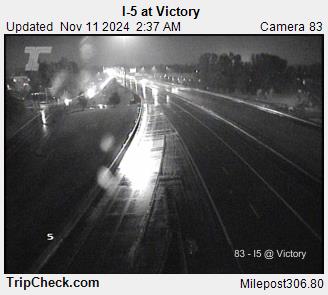 I-5 at Victory
Updated Nov 11 2024 2:37 AM Camera 83
S
83 - I5 @ Victory
TripCheck.com Milepost306.80